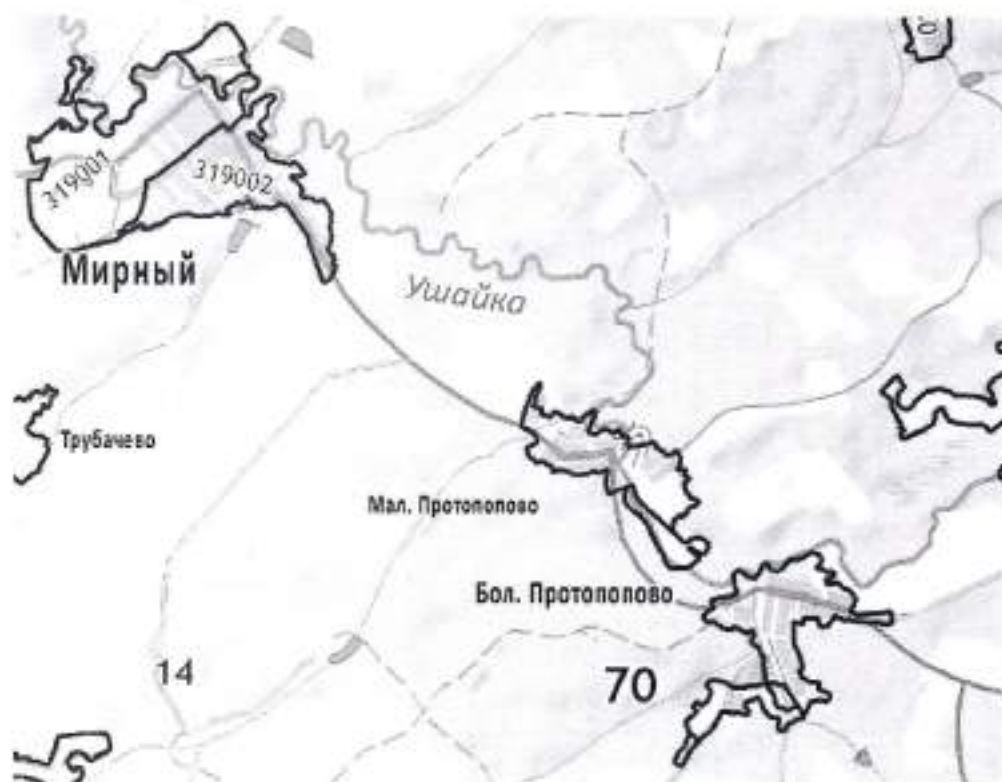 319001
319002
Мирный
Ушайка
Трубачево
Мал. Протопопово
Бол. Протопопово
14
70